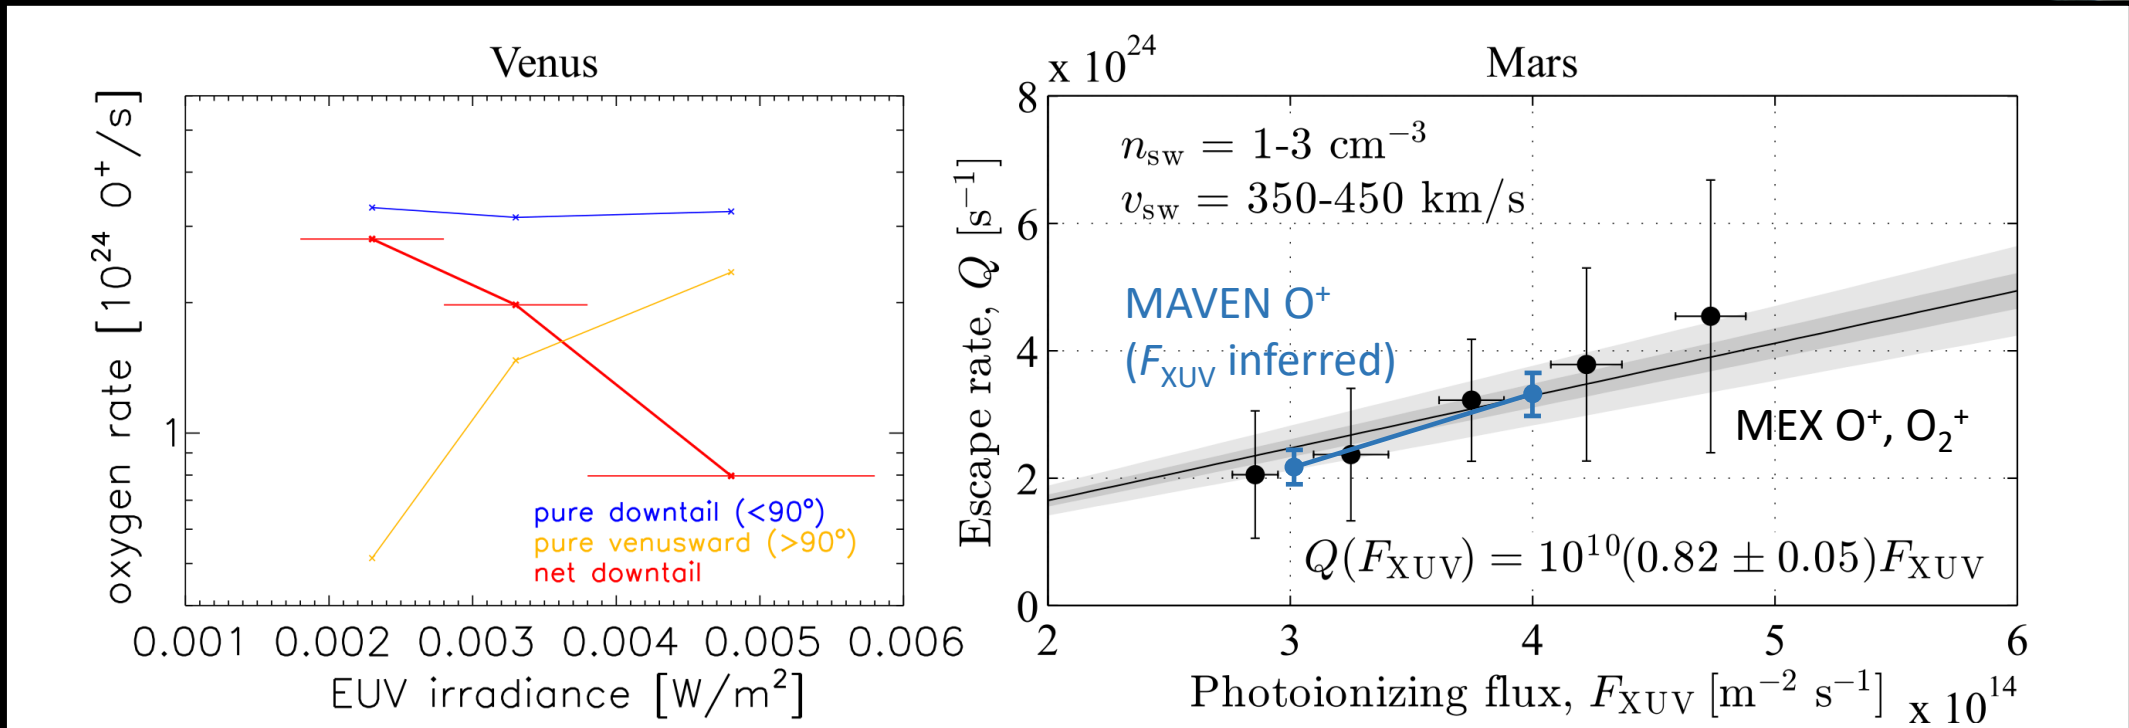 Venus
oxygen rate [10²⁴ O⁺/s]
1
0.001 0.002 0.003 0.004 0.005 0.006
EUV irradiance [W/m²]
pure downtail (<90°)
pure venusward (>90°)
net downtail
x 10²⁴
Mars
Escape rate, Q [s⁻¹]
8
6
4
2
0
n_sw = 1-3 cm⁻³
v_sw = 350-450 km/s
MAVEN O⁺
(F_XUV inferred)
MEX O⁺, O₂⁺
Q(F_XUV) = 10¹⁰(0.82 ± 0.05)F_XUV
2 3 4 5 6
Photoionizing flux, F_XUV [m⁻² s⁻¹] x 10¹⁴